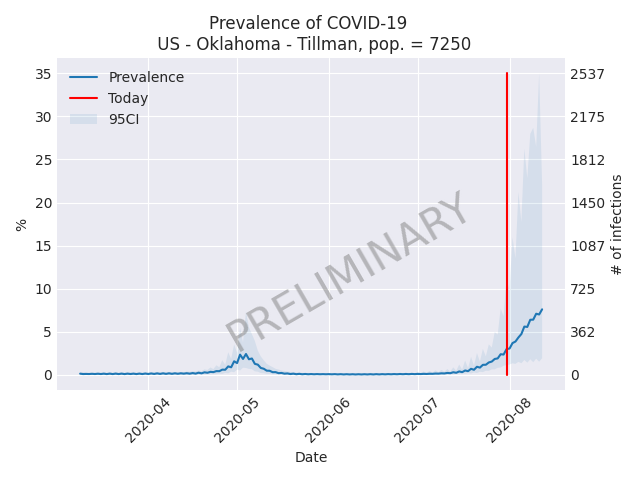 Prevalence of COVID-19
US - Oklahoma - Tillman, pop. = 7250
Prevalence
Today
95CI
35
30
25
20
15
10
5
0
%
2537
2175
1812
1450
1087
725
362
0
# of infections
PRELIMINARY
2020-04
2020-05
2020-06
2020-07
2020-08
Date